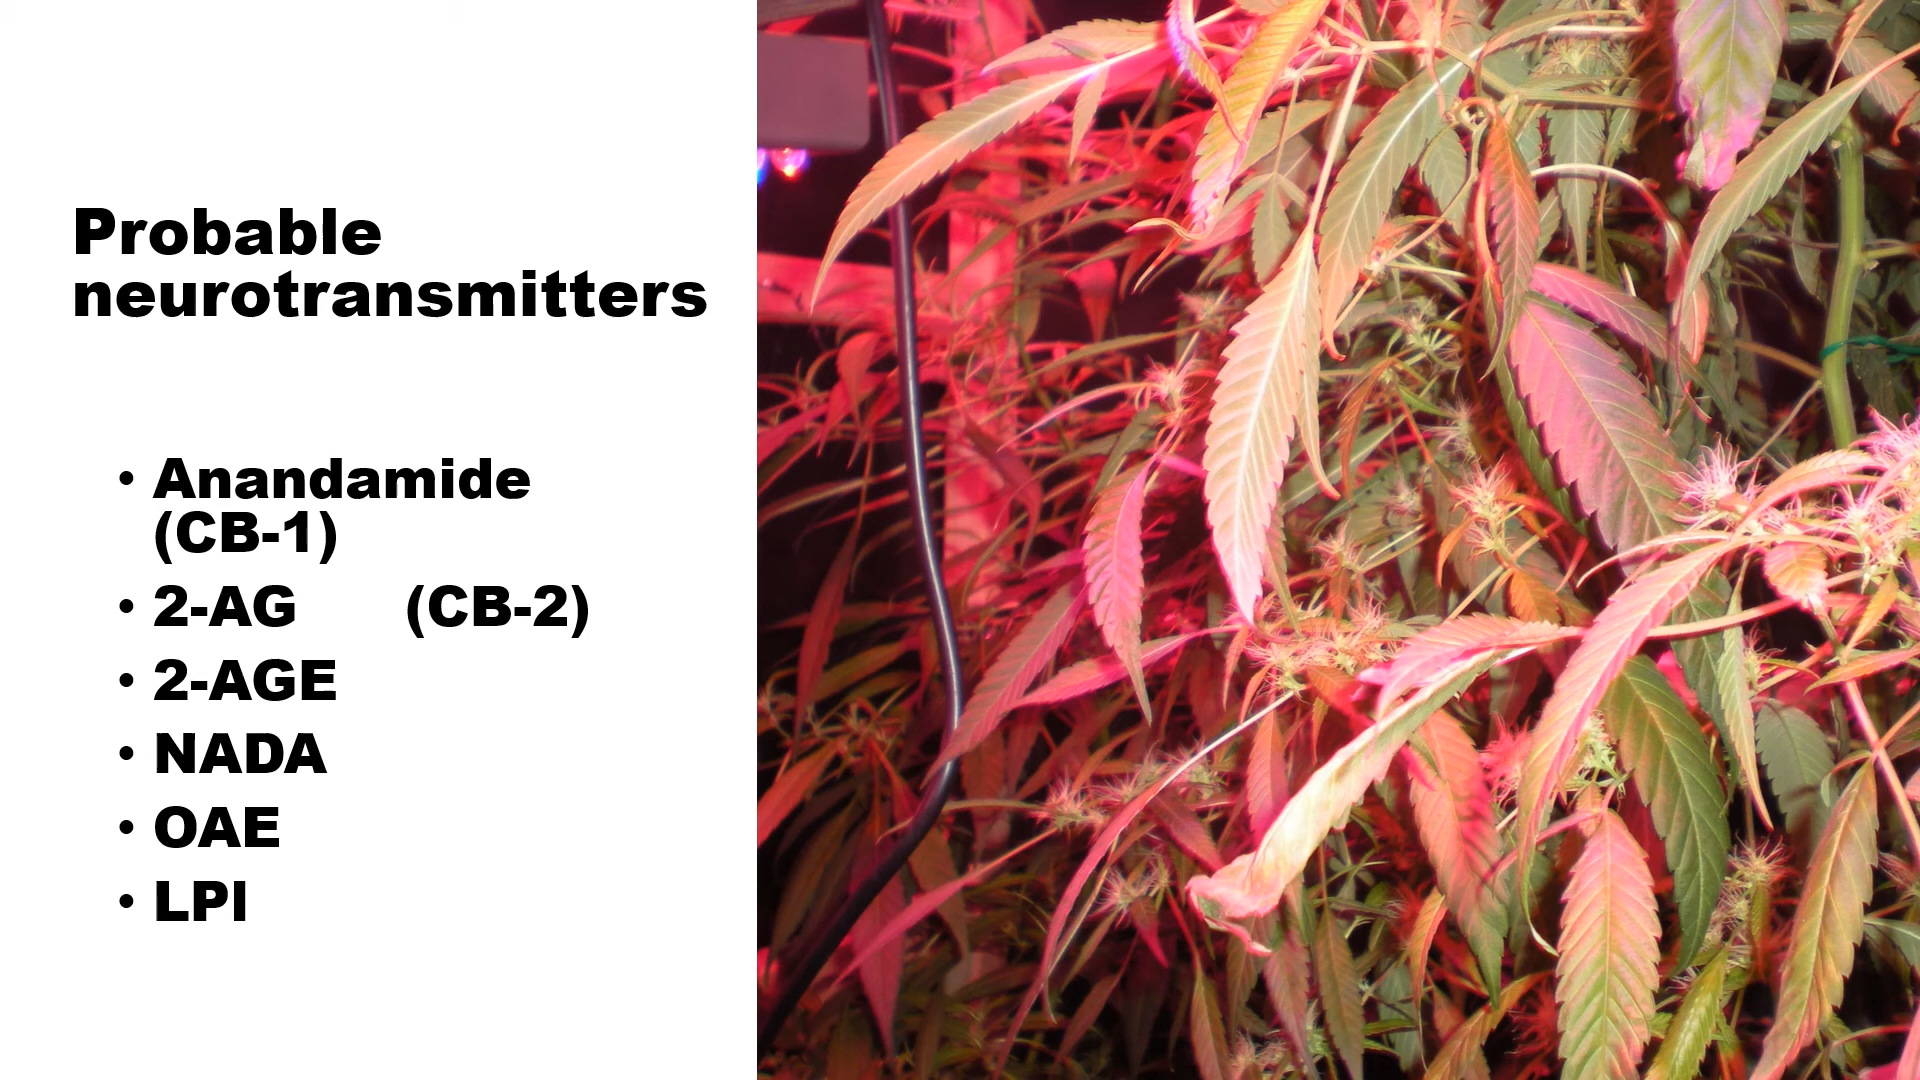 Probable
neurotransmitters
• Anandamide
(CB-1)
• 2-AG (CB-2)
• 2-AGE
• NADA
• OAE
• LPI